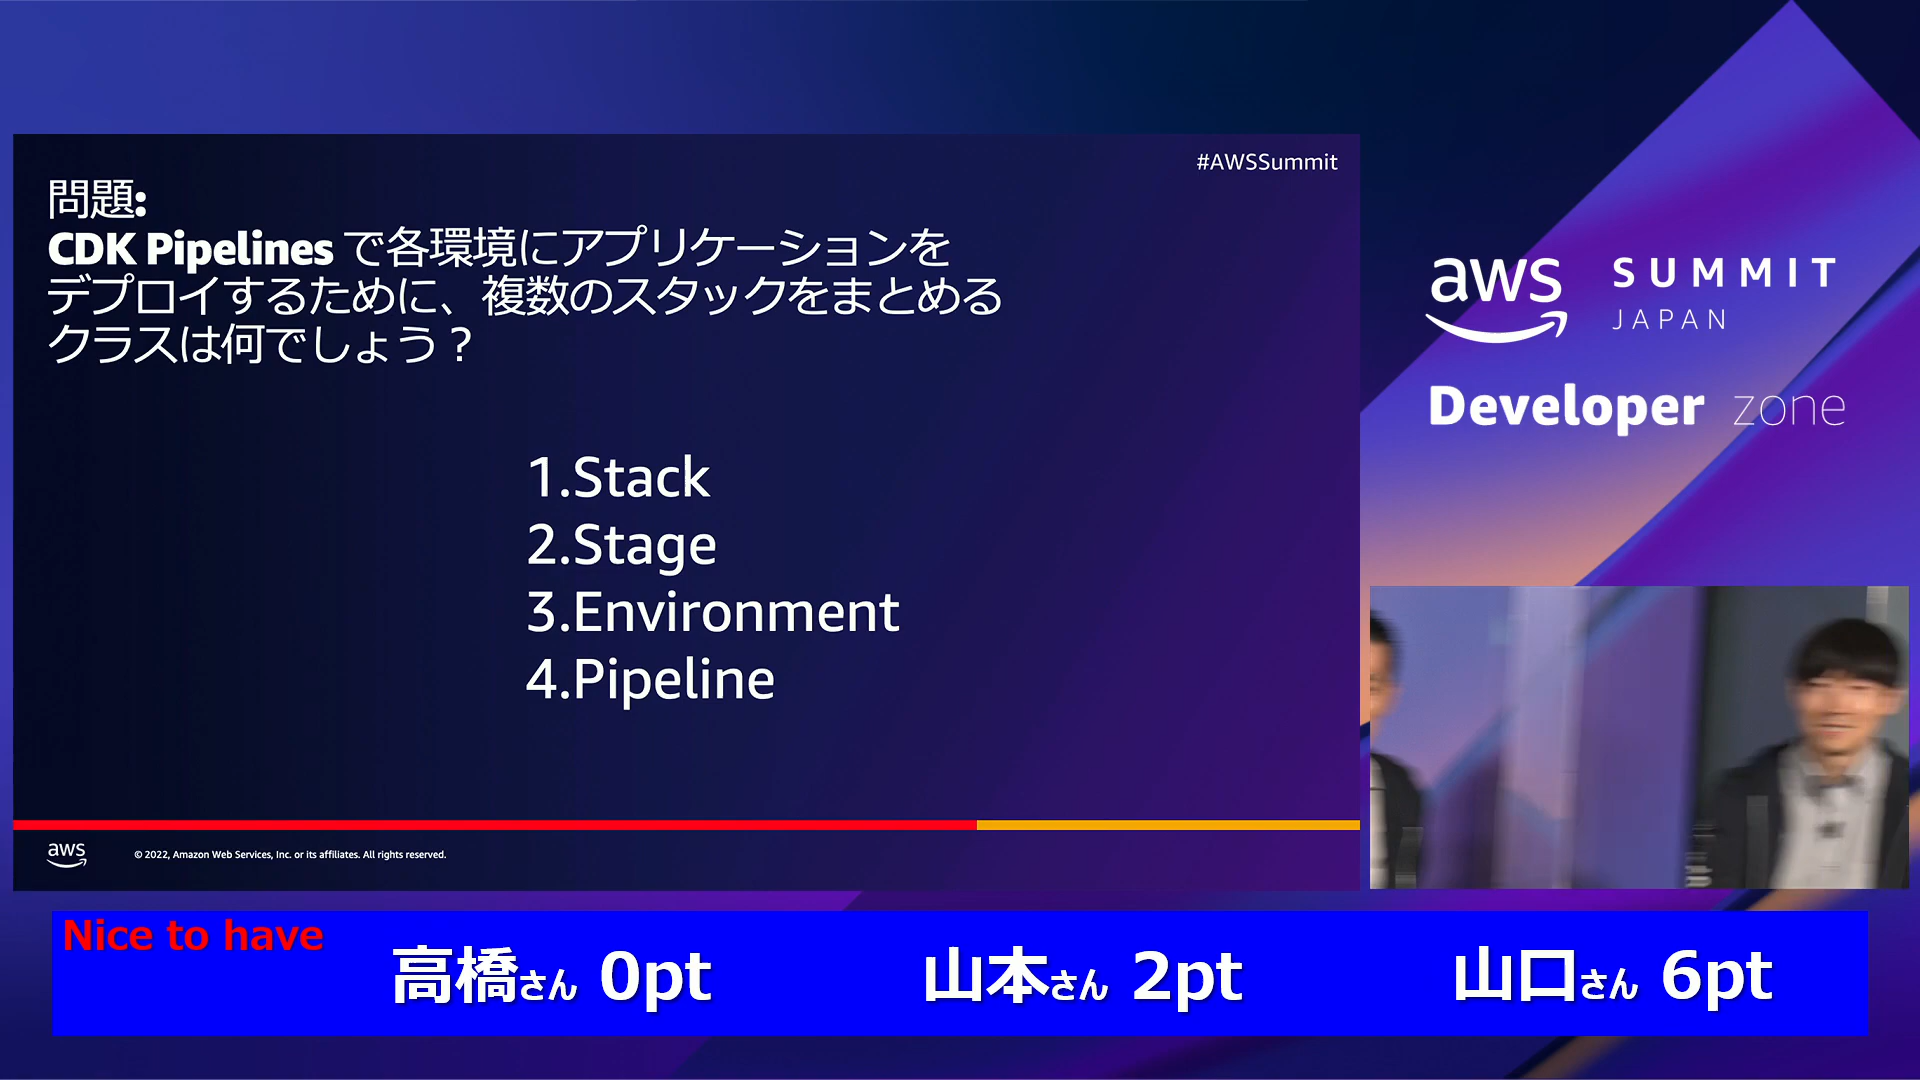 #AWSSummit
問題:
CDK Pipelines で各環境にアプリケーションを
デプロイするために、複数のスタックをまとめる
クラスは何でしょう？
1.Stack
2.Stage
3.Environment
4.Pipeline
aws
© 2022, Amazon Web Services, Inc. or its affiliates. All rights reserved.
aws SUMMIT
JAPAN
Developer zone
Nice to have
高橋さん 0pt
山本さん 2pt
山口さん 6pt